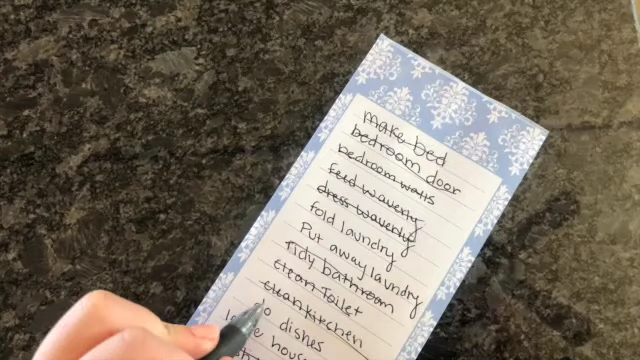 make bed
bedroom door
bedroom walls
feed waverly
dress waverly
fold laundry
Put away laundry
Tidy bathroom
clean Toilet
clean kitchen
do dishes